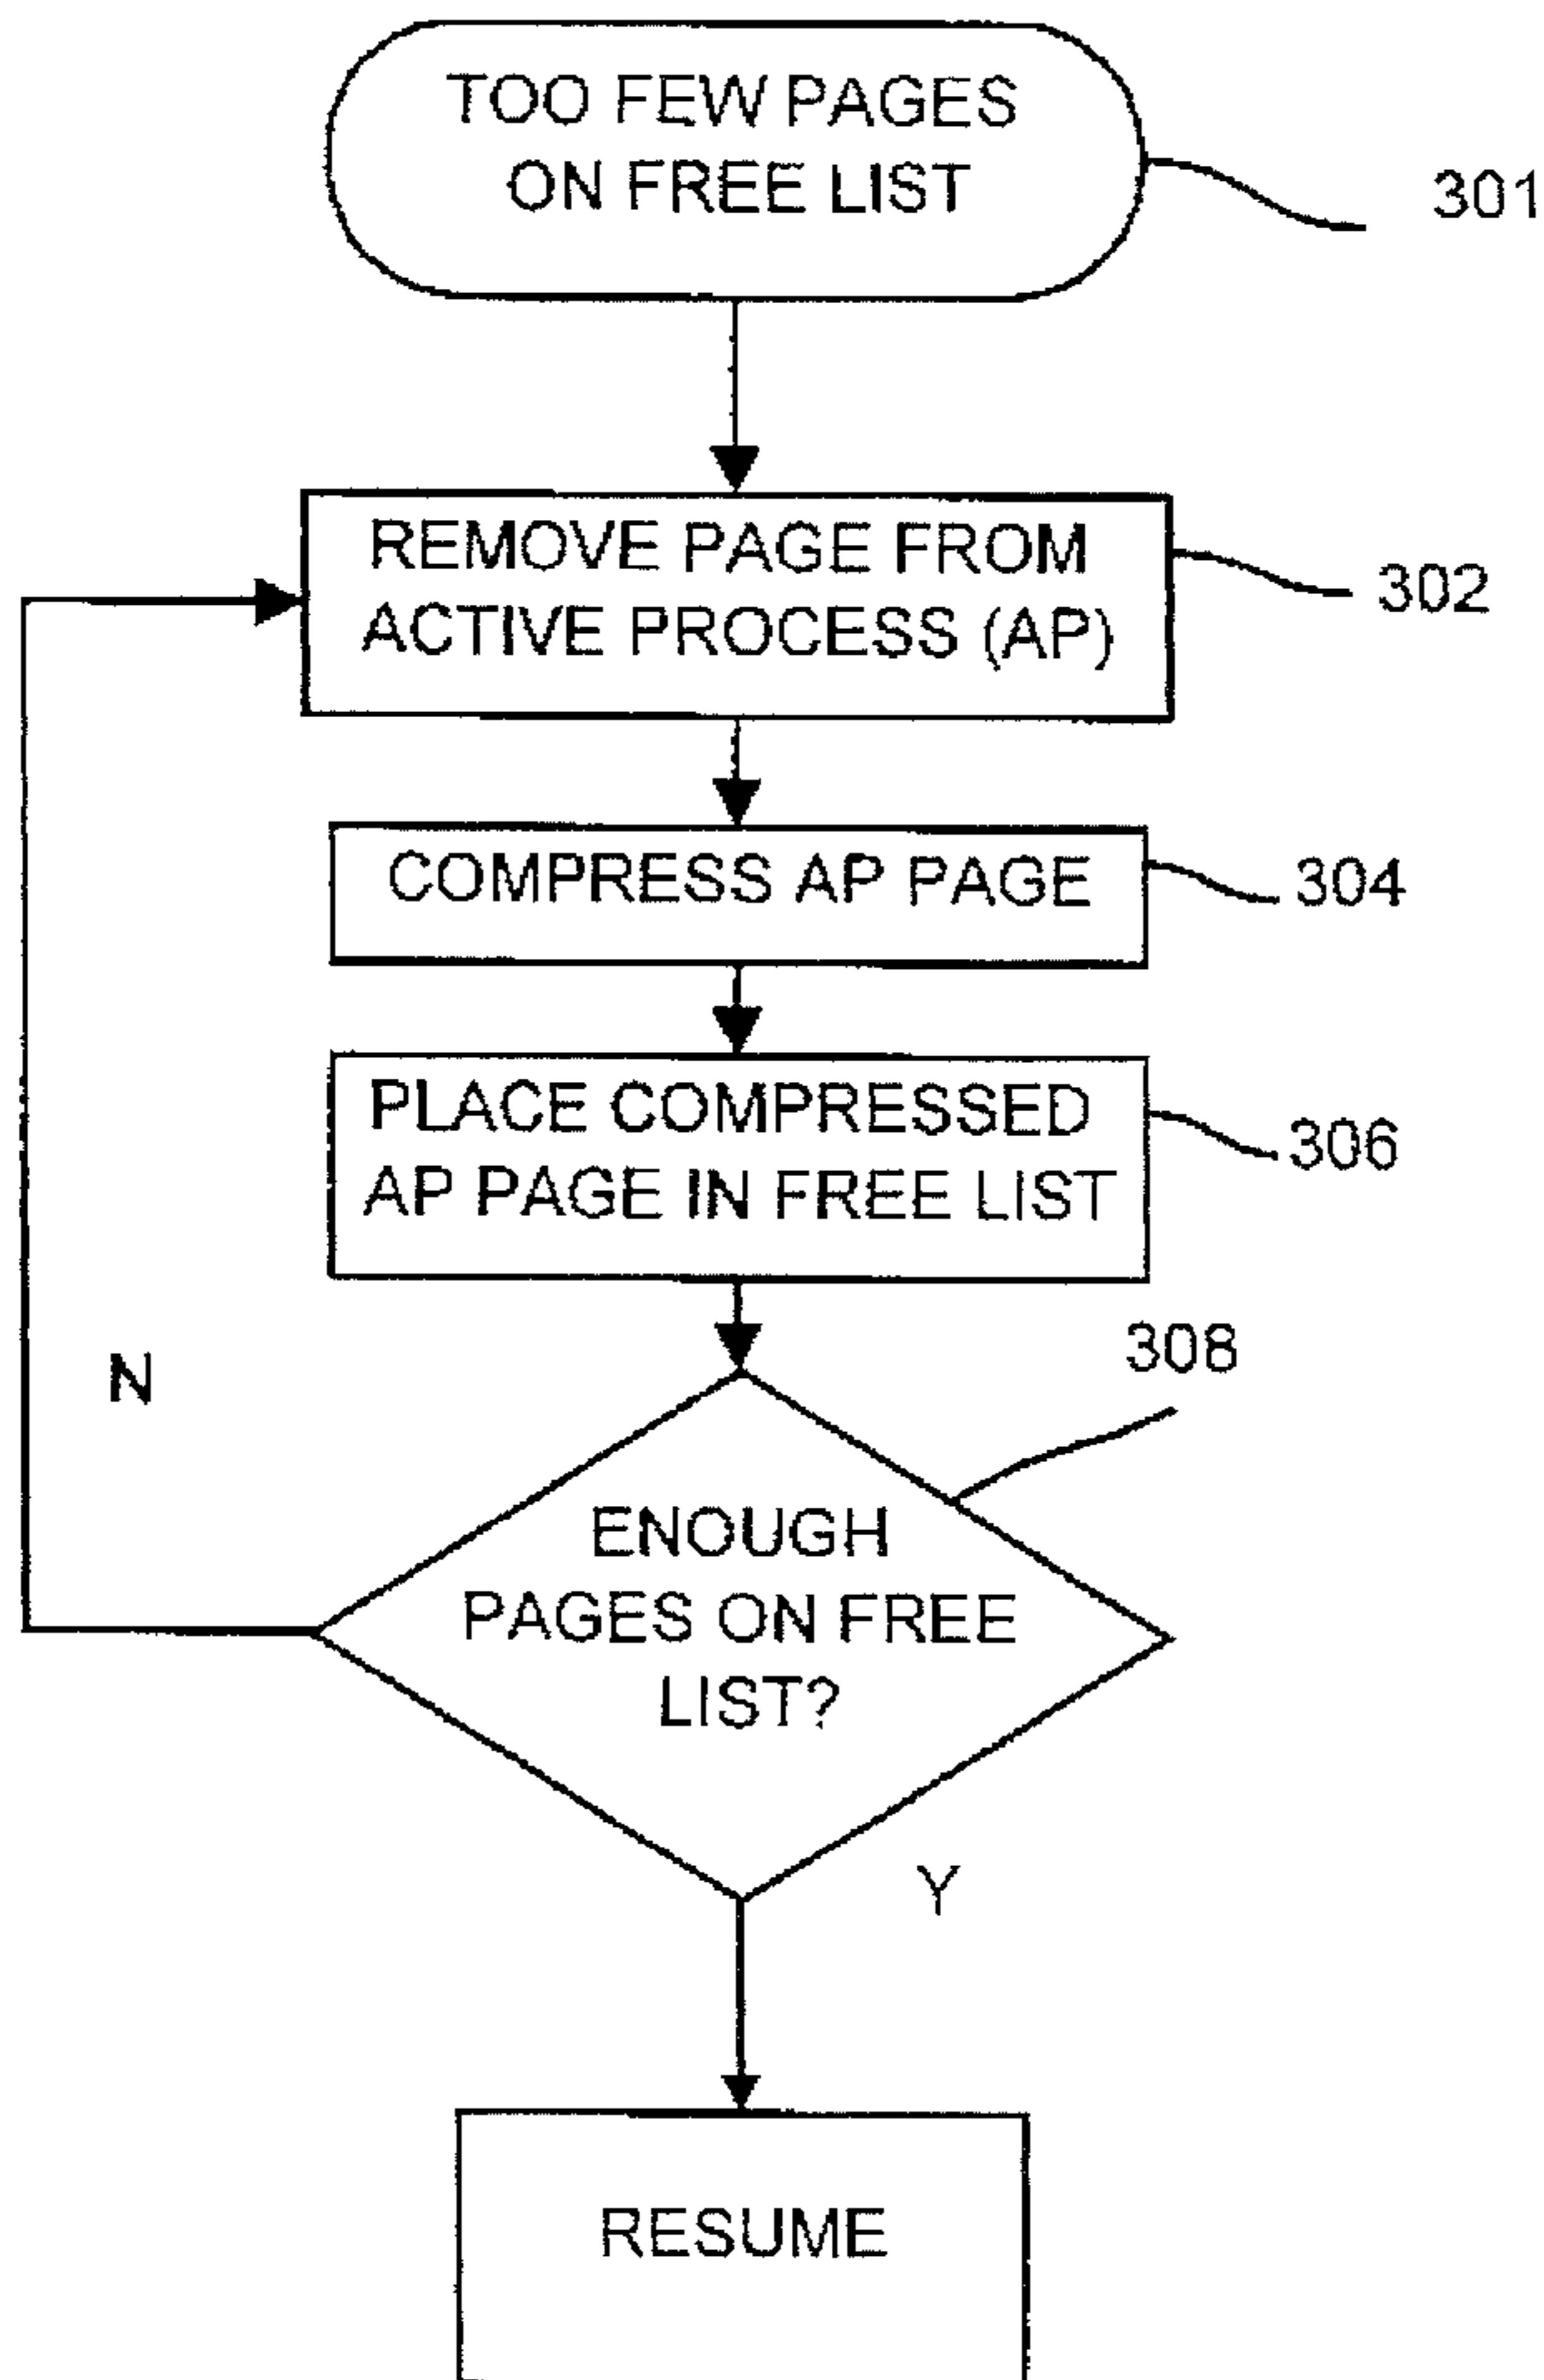 TOO FEW PAGES
ON FREE LIST
301
REMOVE PAGE FROM
ACTIVE PROCESS (AP)
302
COMPRESS AP PAGE
304
PLACE COMPRESSED
AP PAGE IN FREE LIST
306
308
N
ENOUGH
PAGES ON FREE
LIST?
Y
RESUME